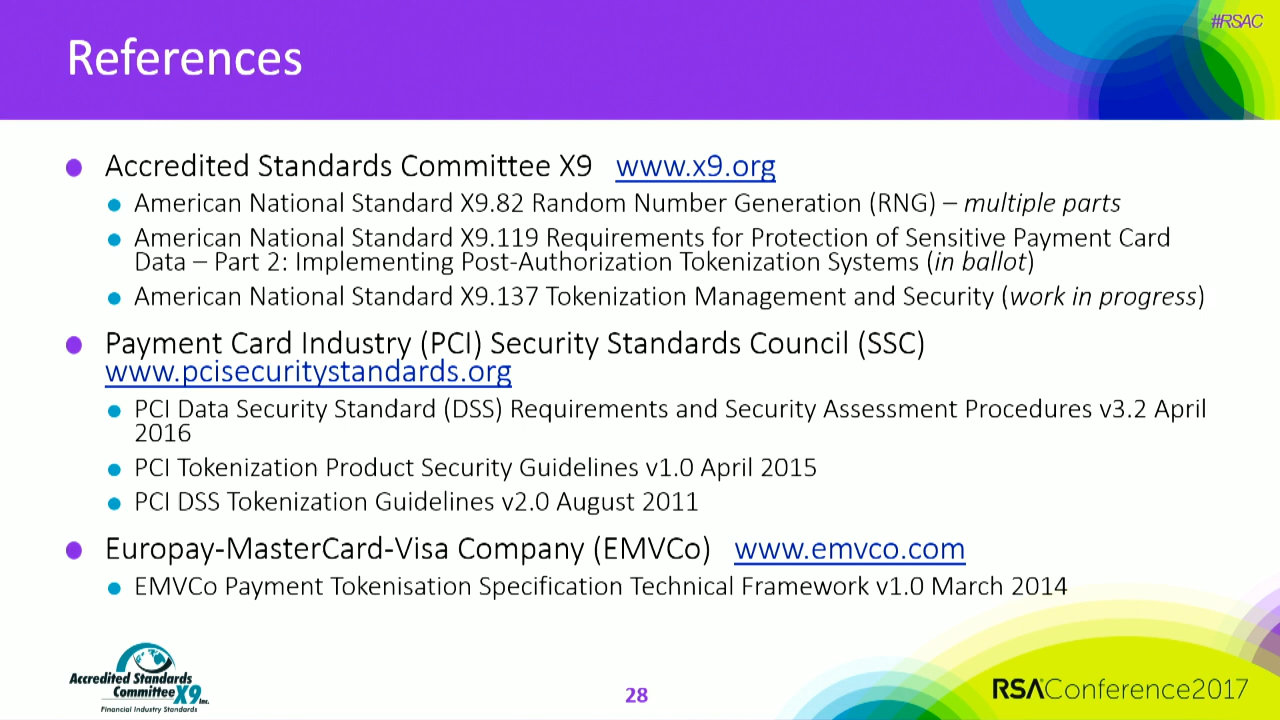 #RSAC
References
Accredited Standards Committee X9 www.x9.org
American National Standard X9.82 Random Number Generation (RNG) – multiple parts
American National Standard X9.119 Requirements for Protection of Sensitive Payment Card
Data – Part 2: Implementing Post-Authorization Tokenization Systems (in ballot)
American National Standard X9.137 Tokenization Management and Security (work in progress)
Payment Card Industry (PCI) Security Standards Council (SSC)
www.pcisecuritystandards.org
PCI Data Security Standard (DSS) Requirements and Security Assessment Procedures v3.2 April
2016
PCI Tokenization Product Security Guidelines v1.0 April 2015
PCI DSS Tokenization Guidelines v2.0 August 2011
Europay-MasterCard-Visa Company (EMVCo) www.emvco.com
EMVCo Payment Tokenisation Specification Technical Framework v1.0 March 2014
Accredited Standards
Committee X9 Inc.
Financial Industry Standards
28
RSAConference2017